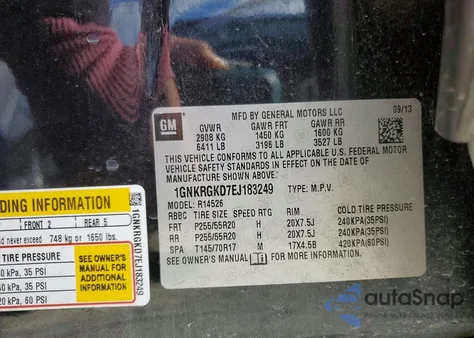 MFD BY GENERAL MOTORS LLC 09/13
GM
GVWR GAWR FRT GAWR RR
2908 KG 1450 KG 1600 KG
6411 LB 3196 LB 3527 LB
THIS VEHICLE CONFORMS TO ALL APPLICABLE U.S. FEDERAL MOTOR
VEHICLE SAFETY STANDARDS IN EFFECT ON THE DATE OF
MANUFACTURE SHOWN ABOVE.
1GNKRGKD7EJ183249 TYPE: M.P.V.
MODEL: R14526
RBBC TIRE SIZE SPEED RTG RIM COLD TIRE PRESSURE
FRT P255/55R20 H 20X7.5J 240KPA(35PSI)
RR P255/55R20 H 20X7.5J 240KPA(35PSI)
SPA T145/70R17 M 17X4.5B 420KPA(60PSI)
SEE OWNER'S MANUAL FOR MORE INFORMATION.
DING INFORMATION
FRONT 2 REAR 5
never exceed 748 kg or 1650 lbs.
TIRE PRESSURE
kPa, 35 PSI
kPa, 35 PSI
kPa, 60 PSI
SEE OWNER'S
MANUAL FOR
ADDITIONAL
INFORMATION
1GNKRGKD7EJ183249
autoSnap